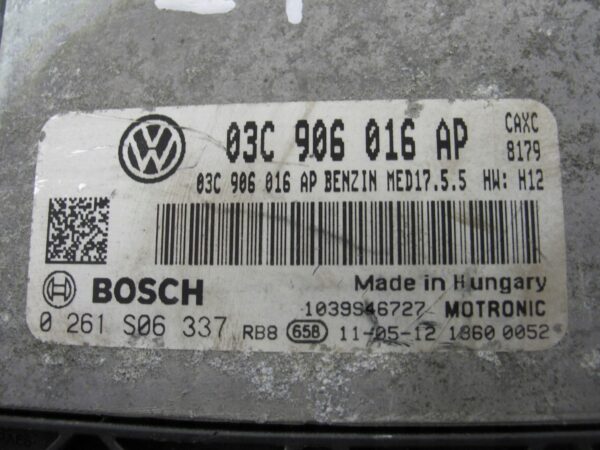 03C 906 016 AP CAXC
8179
03C 906 016 AP BENZIN MED17.5.5 HW: H12
BOSCH Made in Hungary
1039S46727 MOTRONIC
0 261 S06 337 RB8 658 11-05-12 1860 0052